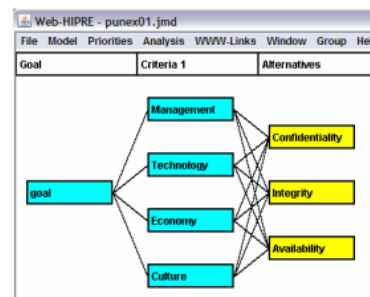 Web-HIPRE - punex01.jmd
File Model Priorities Analysis WWW-Links Window Group He
Goal Criteria 1 Alternatives
Management
Confidentiality
Technology
goal Integrity
Economy
Availability
Culture